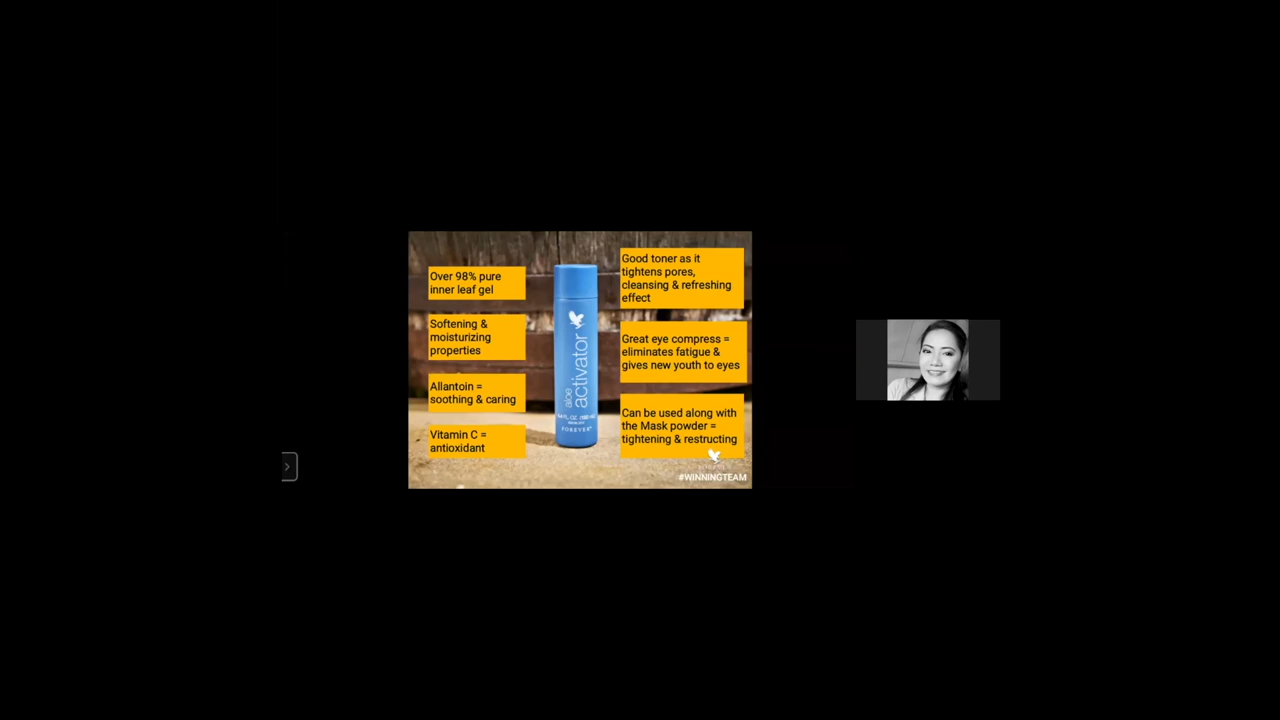 Over 98% pure
inner leaf gel
Softening &
moisturizing
properties
Allantoin =
soothing & caring
Vitamin C =
antioxidant
aloe
activator
FOREVER
Good toner as it
tightens pores,
cleansing & refreshing
effect
Great eye compress =
eliminates fatigue &
gives new youth to eyes
Can be used along with
the Mask powder =
tightening & restructing
#WINNINGTEAM